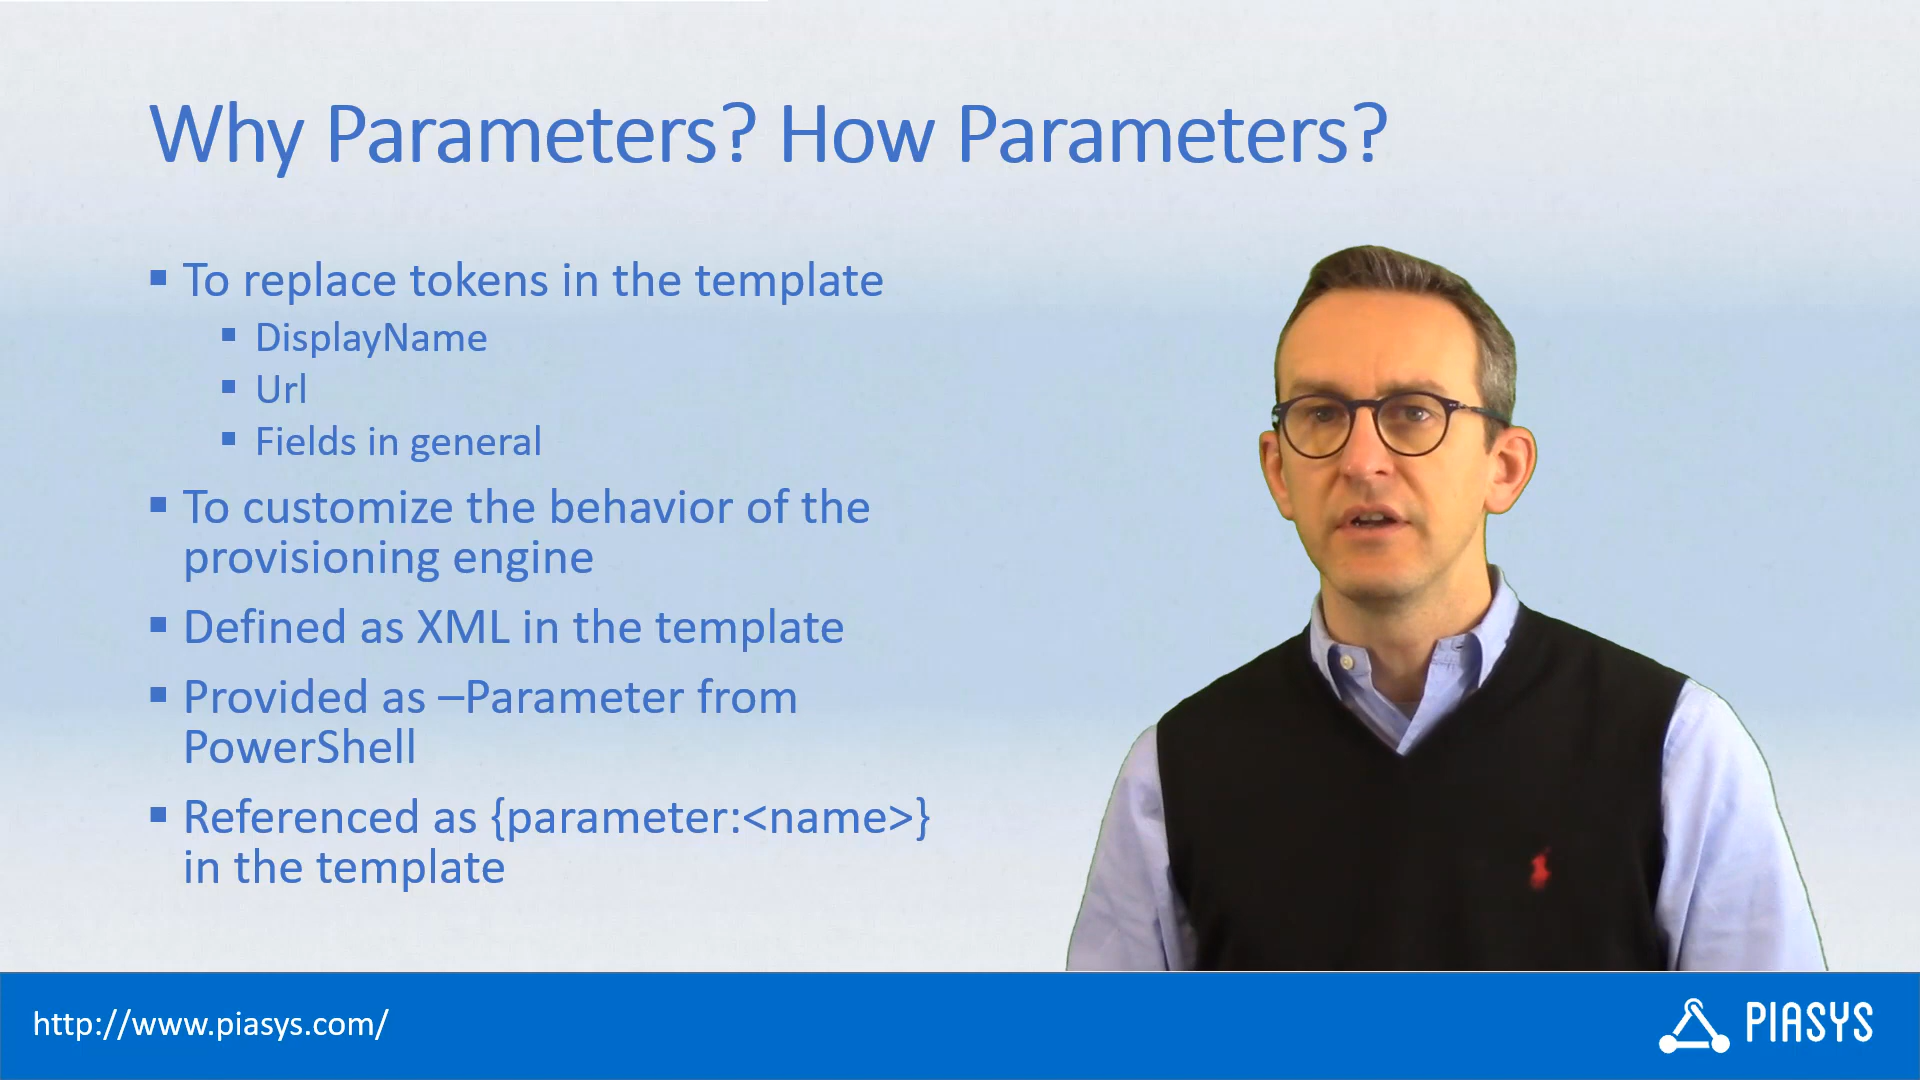 Why Parameters? How Parameters?
To replace tokens in the template
DisplayName
Url
Fields in general
To customize the behavior of the
provisioning engine
Defined as XML in the template
Provided as –Parameter from
PowerShell
Referenced as {parameter:<name>}
in the template
http://www.piasys.com/
PIASYS